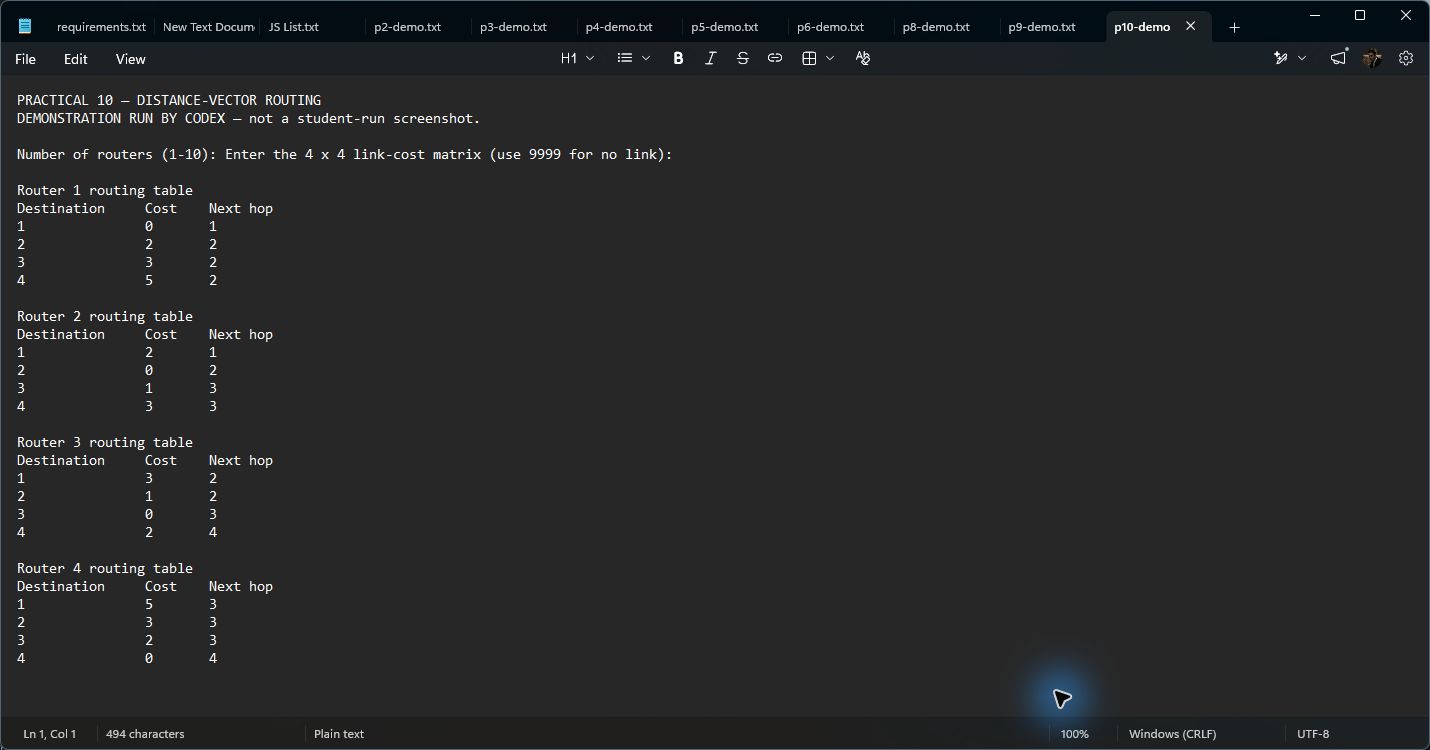 requirements.txt New Text Docum JS List.txt p2-demo.txt p3-demo.txt p4-demo.txt p5-demo.txt p6-demo.txt p8-demo.txt p9-demo.txt p10-demo
File Edit View H1 B I S
PRACTICAL 10 — DISTANCE-VECTOR ROUTING
DEMONSTRATION RUN BY CODEX — not a student-run screenshot.
Number of routers (1-10): Enter the 4 x 4 link-cost matrix (use 9999 for no link):
Router 1 routing table
Destination Cost Next hop
1 0 1
2 2 2
3 3 2
4 5 2
Router 2 routing table
Destination Cost Next hop
1 2 1
2 0 2
3 1 3
4 3 3
Router 3 routing table
Destination Cost Next hop
1 3 2
2 1 2
3 0 3
4 2 4
Router 4 routing table
Destination Cost Next hop
1 5 3
2 3 3
3 2 3
4 0 4
Ln 1, Col 1 494 characters Plain text 100% Windows (CRLF) UTF-8